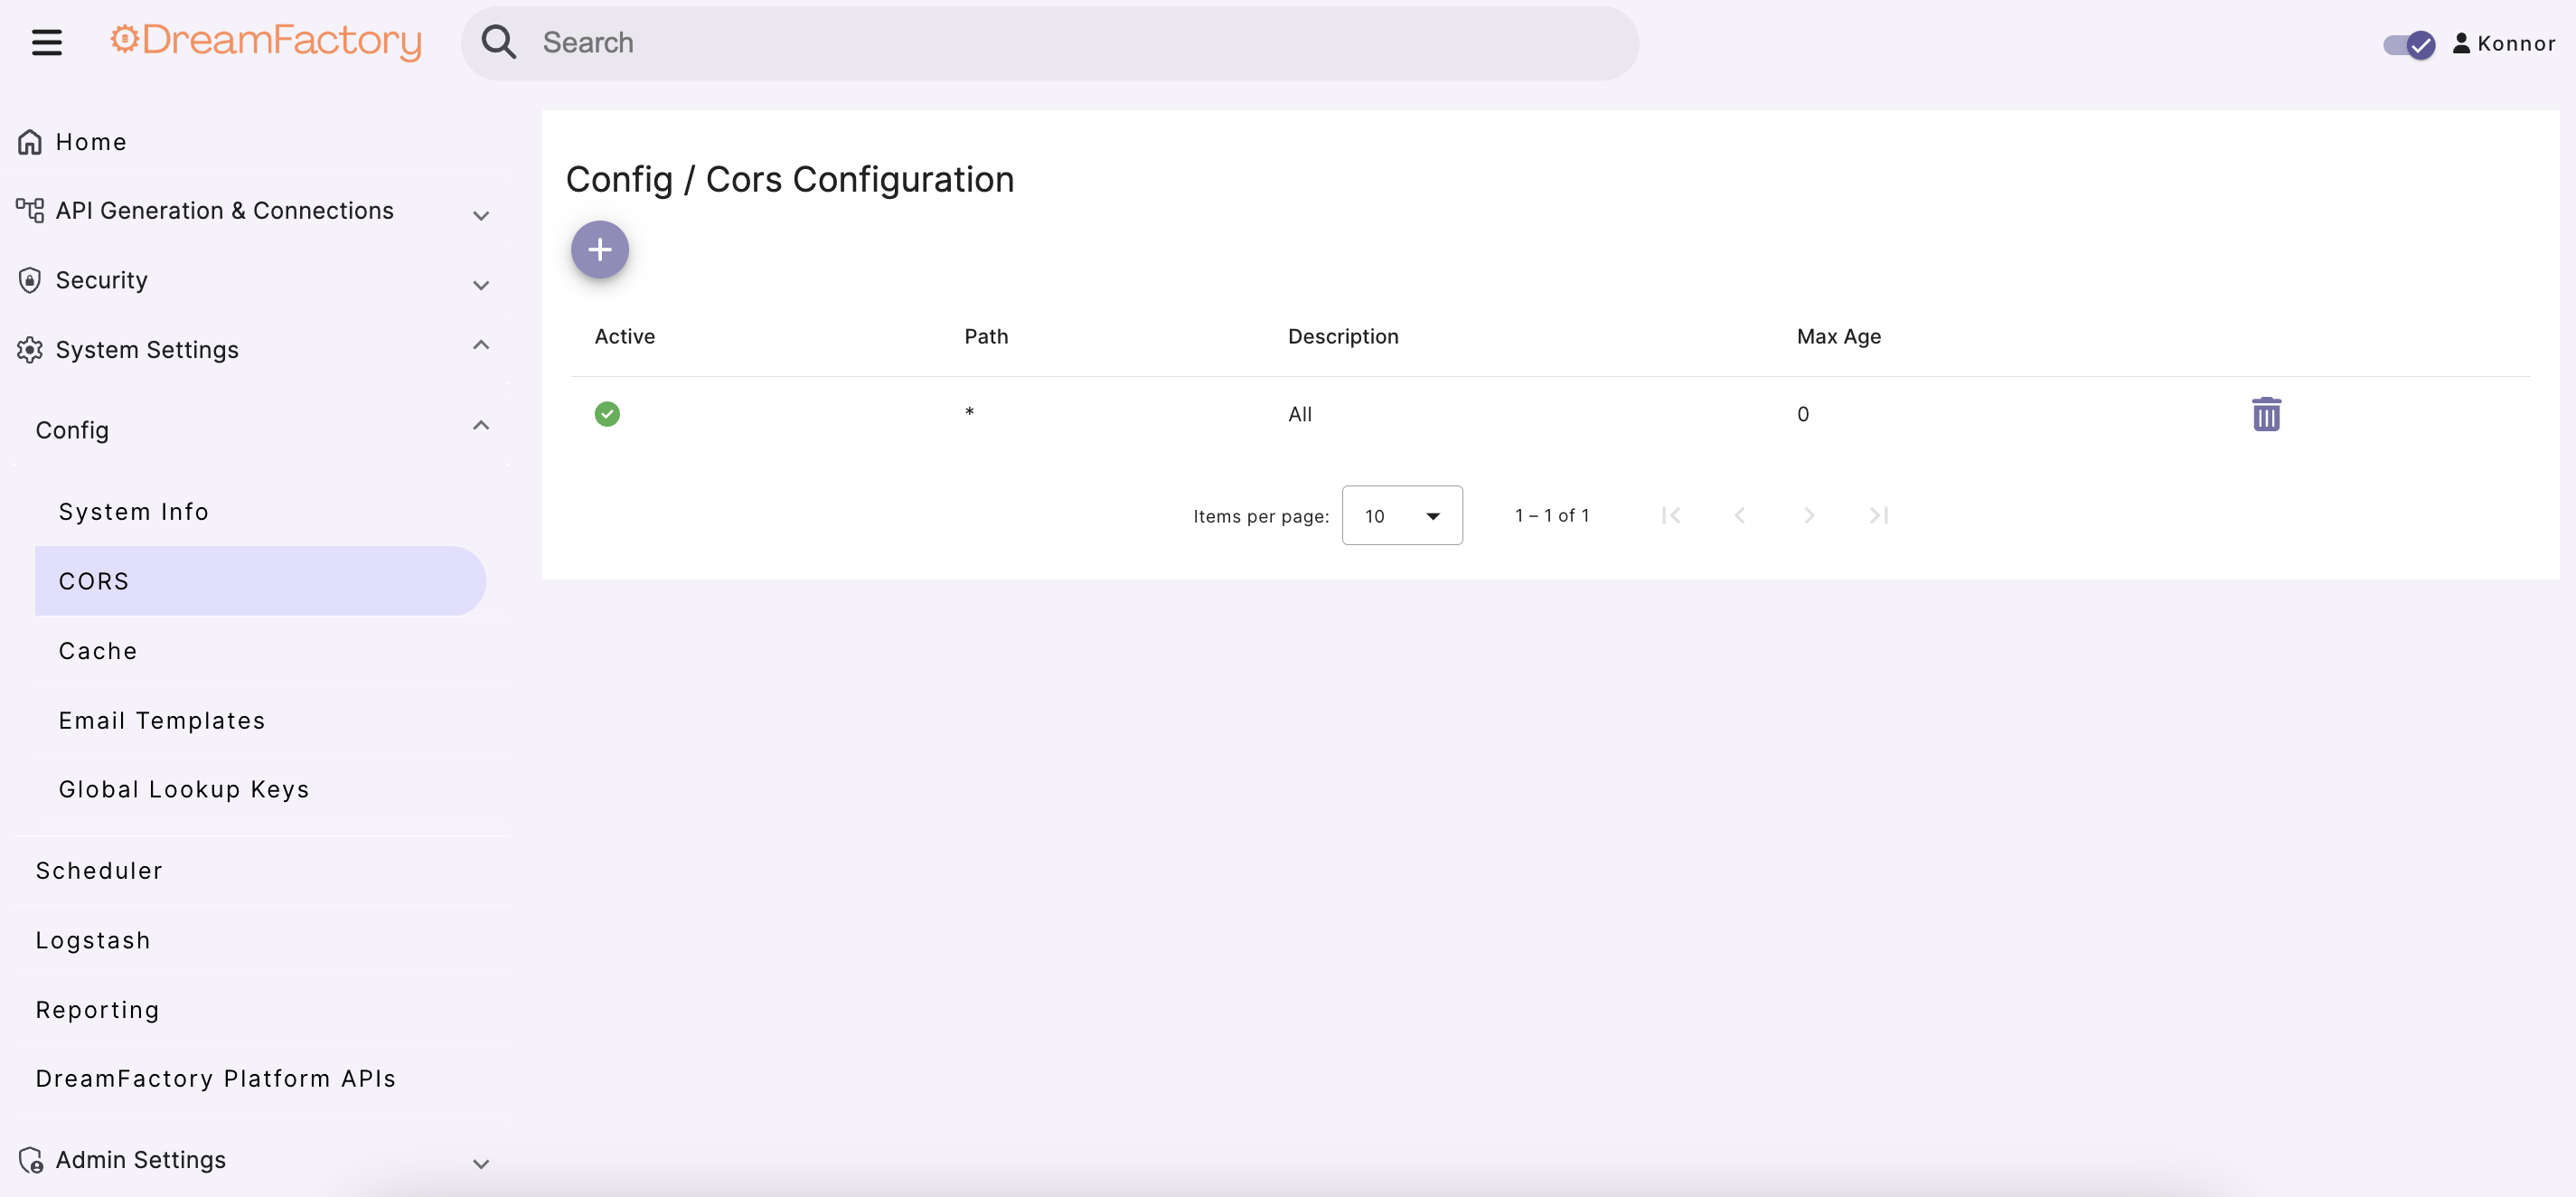 DreamFactory
Search
Konnor
Home
API Generation & Connections
Security
System Settings
Config
System Info
CORS
Cache
Email Templates
Global Lookup Keys
Scheduler
Logstash
Reporting
DreamFactory Platform APIs
Admin Settings
Config / Cors Configuration
Active Path Description Max Age
* All 0
Items per page: 10 1 – 1 of 1